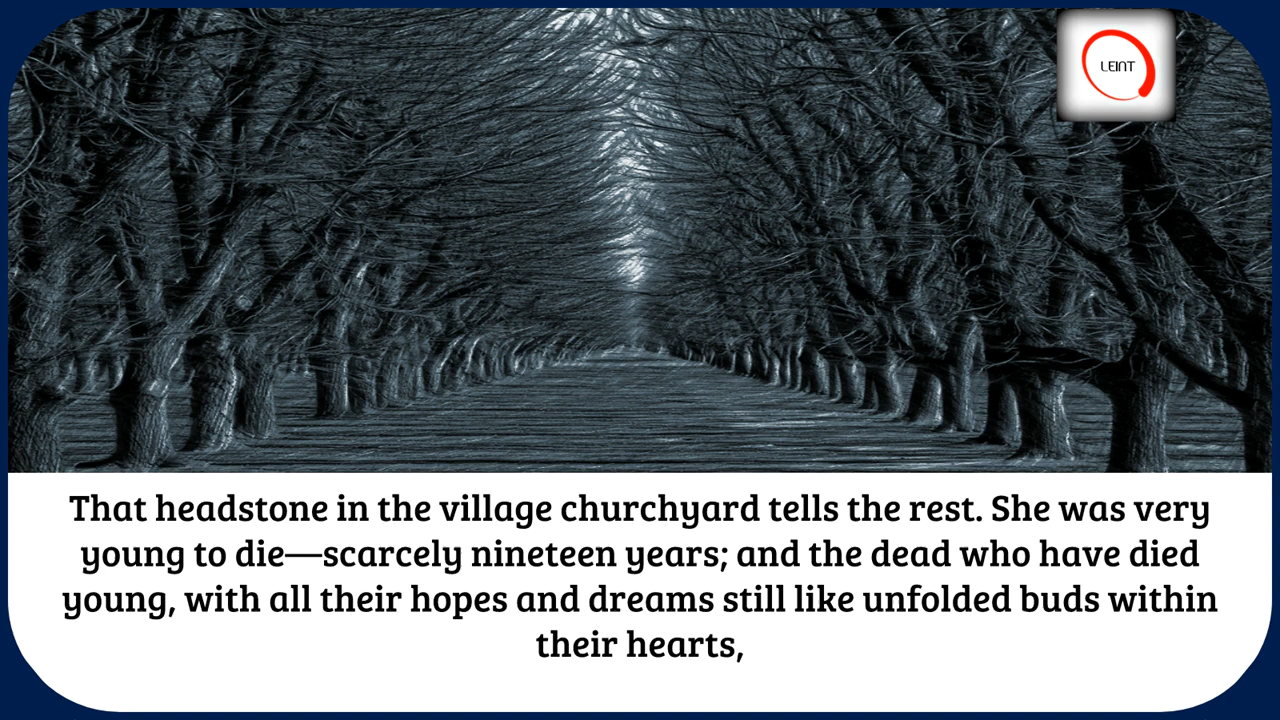 LEINT
That headstone in the village churchyard tells the rest. She was very
young to die—scarcely nineteen years; and the dead who have died
young, with all their hopes and dreams still like unfolded buds within
their hearts,